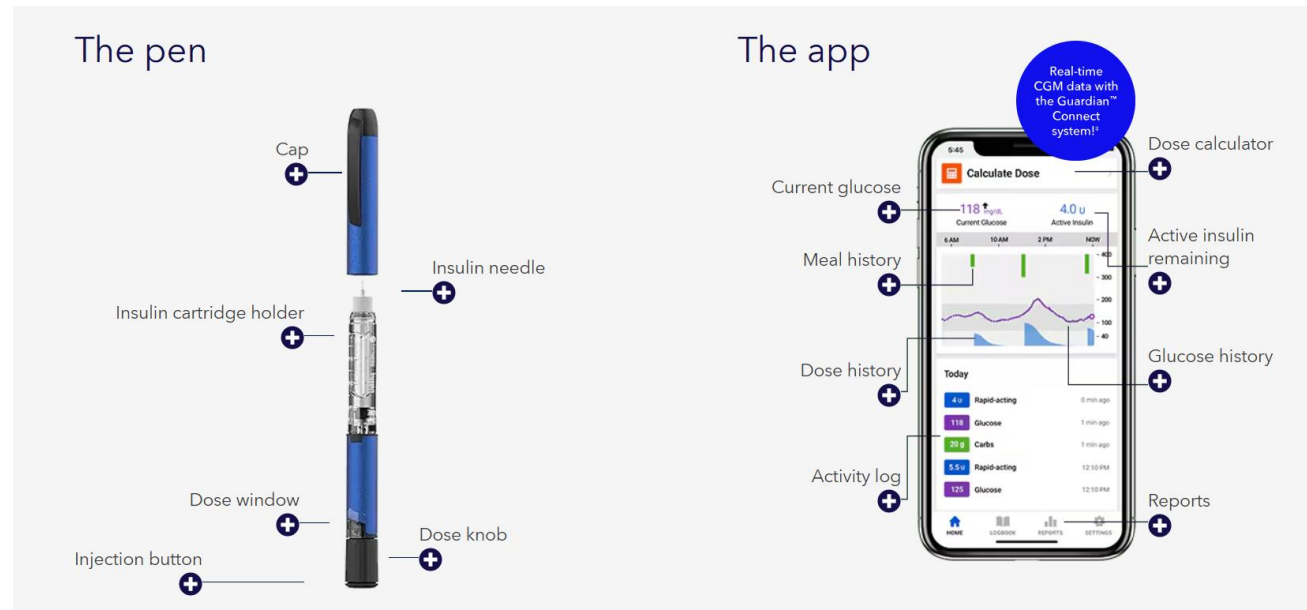 The pen
Cap
Insulin needle
Insulin cartridge holder
Dose window
Dose knob
Injection button
The app
Real-time
CGM data with
the Guardian™
Connect
system!‡
Dose calculator
Current glucose
Active insulin
remaining
Meal history
Glucose history
Dose history
Activity log
Reports
5:45
Calculate Dose
118 mg/dL 4.0 U
Current Glucose Active Insulin
6 AM 10 AM 2 PM NOW
400
300
200
100
40
Today
4 U Rapid-acting 0 min ago
118 Glucose 1 min ago
20 g Carbs 1 min ago
5.5 U Rapid-acting 12:10 PM
125 Glucose 12:10 PM
HOME LOGBOOK REPORTS SETTINGS